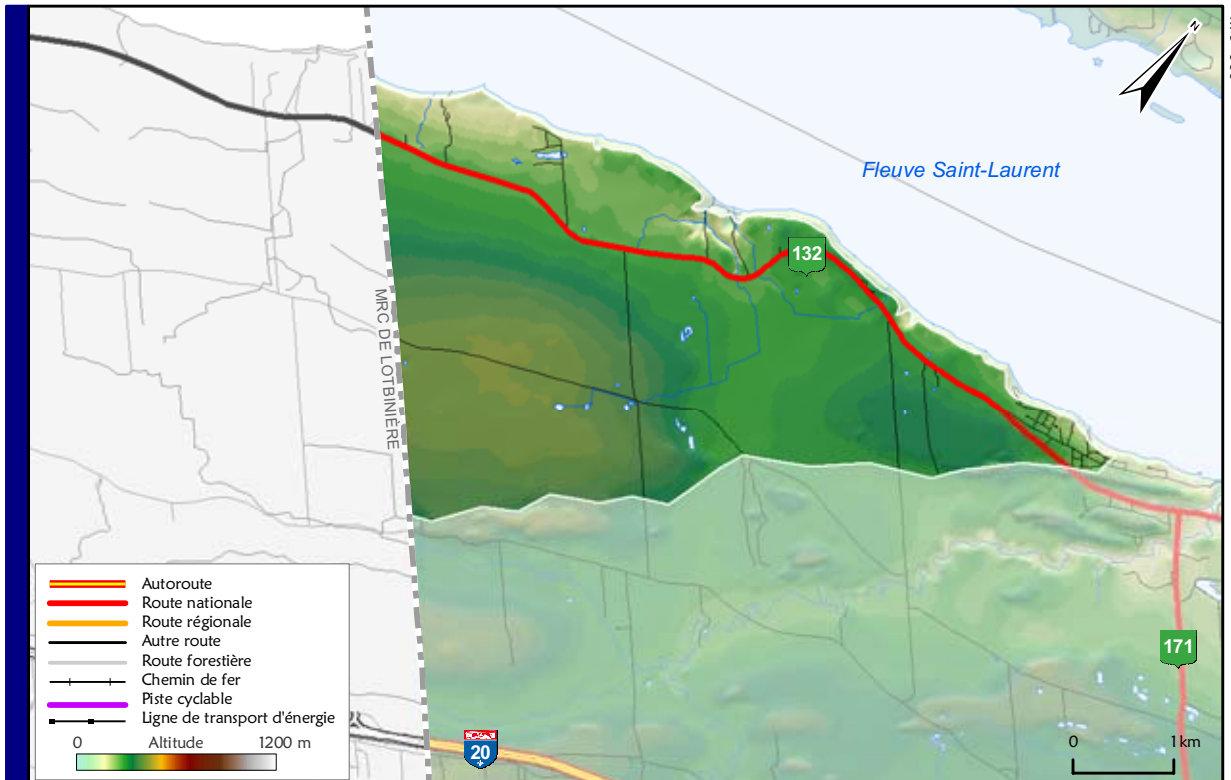 N
Fleuve Saint-Laurent
132
MRC DE LOTBINIÈRE
171
20
Autoroute
Route nationale
Route régionale
Autre route
Route forestière
Chemin de fer
Piste cyclable
Ligne de transport d'énergie
0 Altitude 1200 m
0 1 km